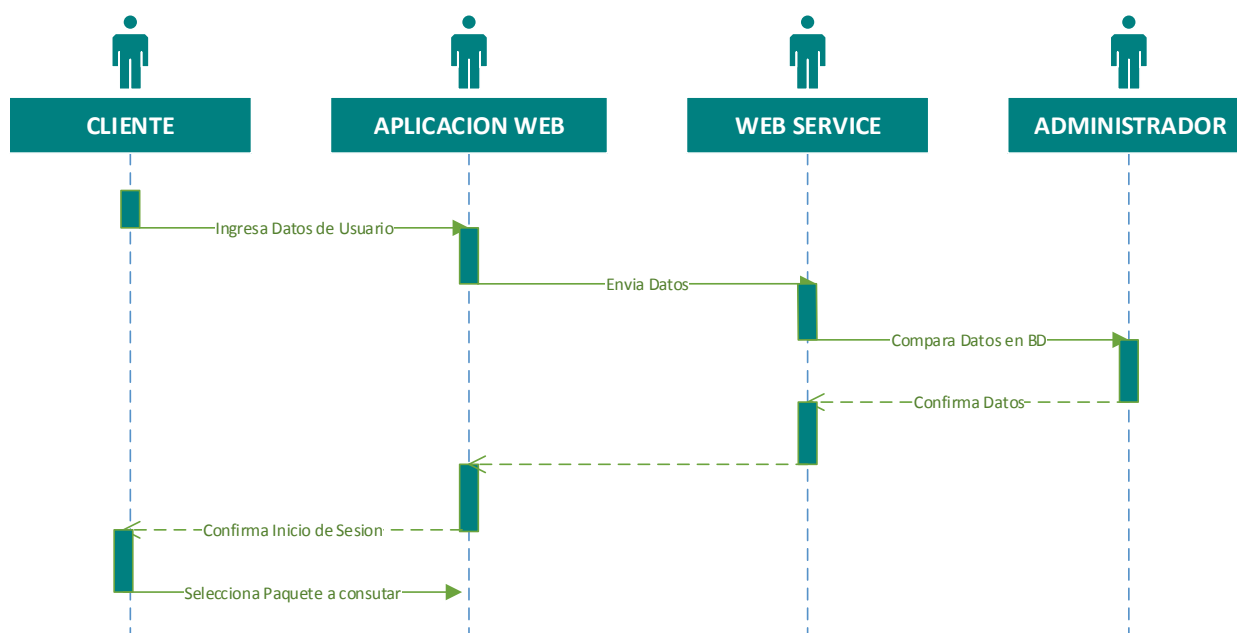 CLIENTE
APLICACION WEB
WEB SERVICE
ADMINISTRADOR
Ingresa Datos de Usuario
Envia Datos
Compara Datos en BD
Confirma Datos
Confirma Inicio de Sesion
Selecciona Paquete a consutar